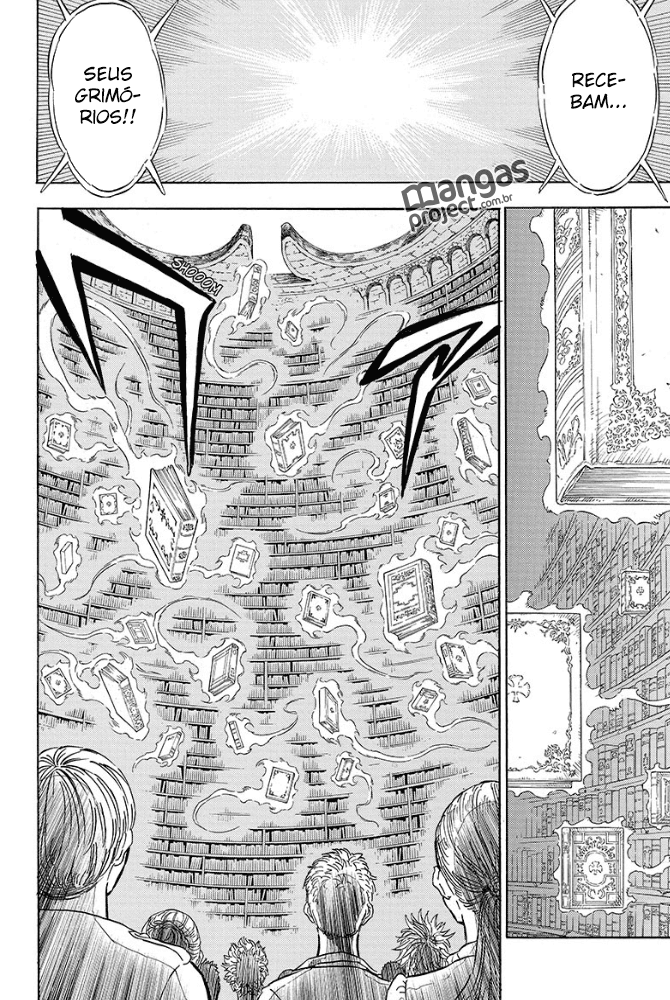 RECE-
BAM...
SEUS
GRIMÓ-
RIOS!!
mangas
project.com.br
SHOOOM